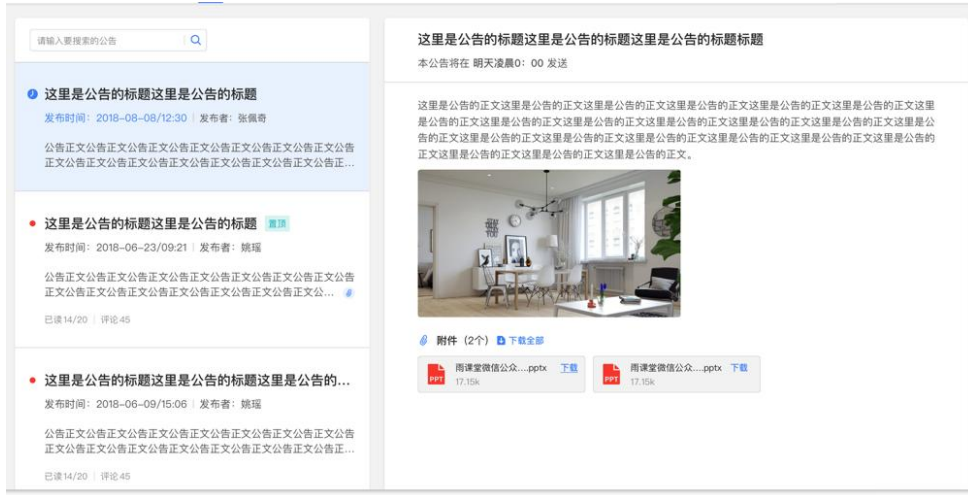 请输入要搜索的公告
这里是公告的标题这里是公告的标题
发布时间：2018-08-08/12:30 | 发布者：张佩奇
公告正文公告正文公告正文公告正文公告正文公告正文公告正文公告
正文公告正文公告正文公告正文公告正文公告正文公告正文公告正...
这里是公告的标题这里是公告的标题 置顶
发布时间：2018-06-23/09:21 | 发布者：姚瑶
公告正文公告正文公告正文公告正文公告正文公告正文公告正文公告
正文公告正文公告正文公告正文公告正文公告正文公告正文公...
已读14/20 | 评论45
这里是公告的标题这里是公告的标题这里是公告的...
发布时间：2018-06-09/15:06 | 发布者：姚瑶
公告正文公告正文公告正文公告正文公告正文公告正文公告正文公告
正文公告正文公告正文公告正文公告正文公告正文公告正文公告正...
已读14/20 | 评论45
这里是公告的标题这里是公告的标题这里是公告的标题标题
本公告将在 明天凌晨0：00 发送
这里是公告的正文这里是公告的正文这里是公告的正文这里是公告的正文这里是公告的正文这里是公告的正文这里
是公告的正文这里是公告的正文这里是公告的正文这里是公告的正文这里是公告的正文这里是公告的正文这里是公
告的正文这里是公告的正文这里是公告的正文这里是公告的正文这里是公告的正文这里是公告的正文这里是公告的
正文这里是公告的正文这里是公告的正文这里是公告的正文。
附件（2个） 下载全部
PPT 雨课堂微信公众....pptx 下载
17.15k
PPT 雨课堂微信公众....pptx 下载
17.15k